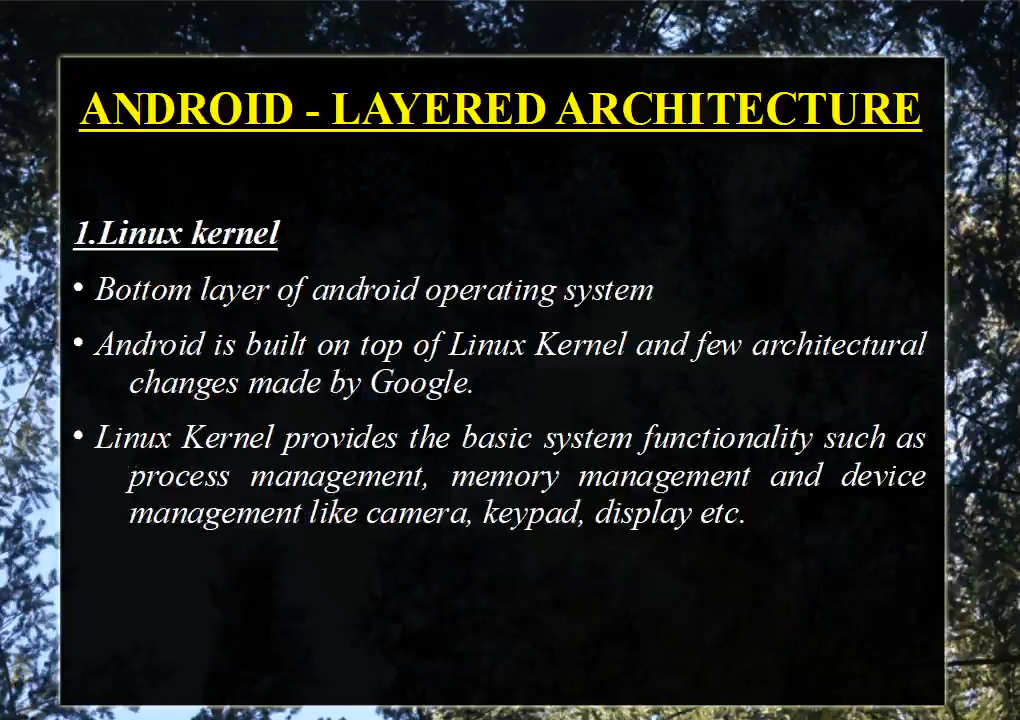 ANDROID - LAYERED ARCHITECTURE
1.Linux kernel
• Bottom layer of android operating system
• Android is built on top of Linux Kernel and few architectural
changes made by Google.
• Linux Kernel provides the basic system functionality such as
process management, memory management and device
management like camera, keypad, display etc.